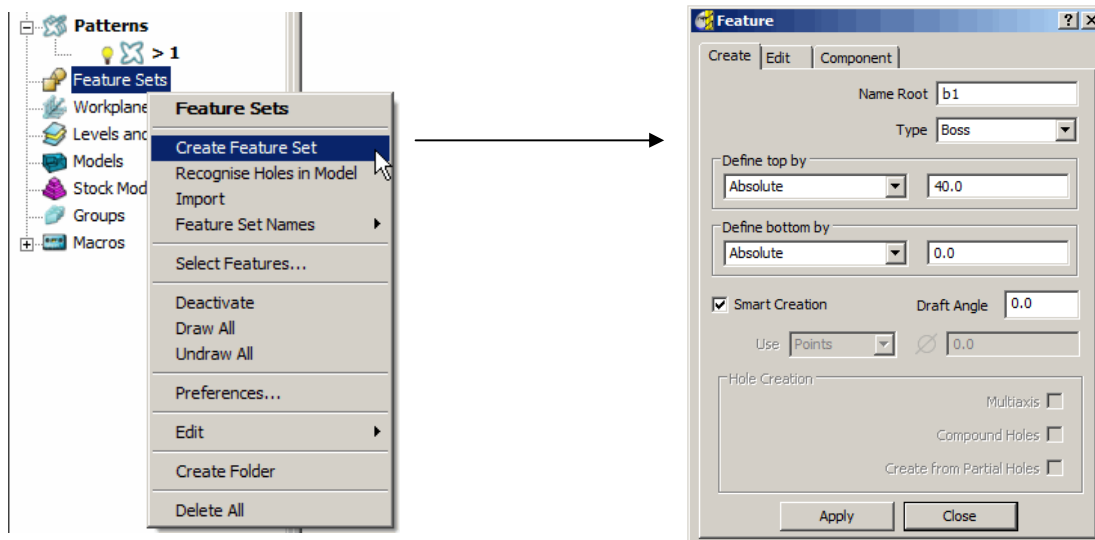 Patterns
> 1
Feature Sets
Workplane
Levels and
Models
Stock Mod
Groups
Macros
Feature Sets
Create Feature Set
Recognise Holes in Model
Import
Feature Set Names
Select Features...
Deactivate
Draw All
Undraw All
Preferences...
Edit
Create Folder
Delete All
Feature
Create Edit Component
Name Root b1
Type Boss
Define top by
Absolute 40.0
Define bottom by
Absolute 0.0
Smart Creation Draft Angle 0.0
Use Points 0.0
Hole Creation
Multiaxis
Compound Holes
Create from Partial Holes
Apply Close